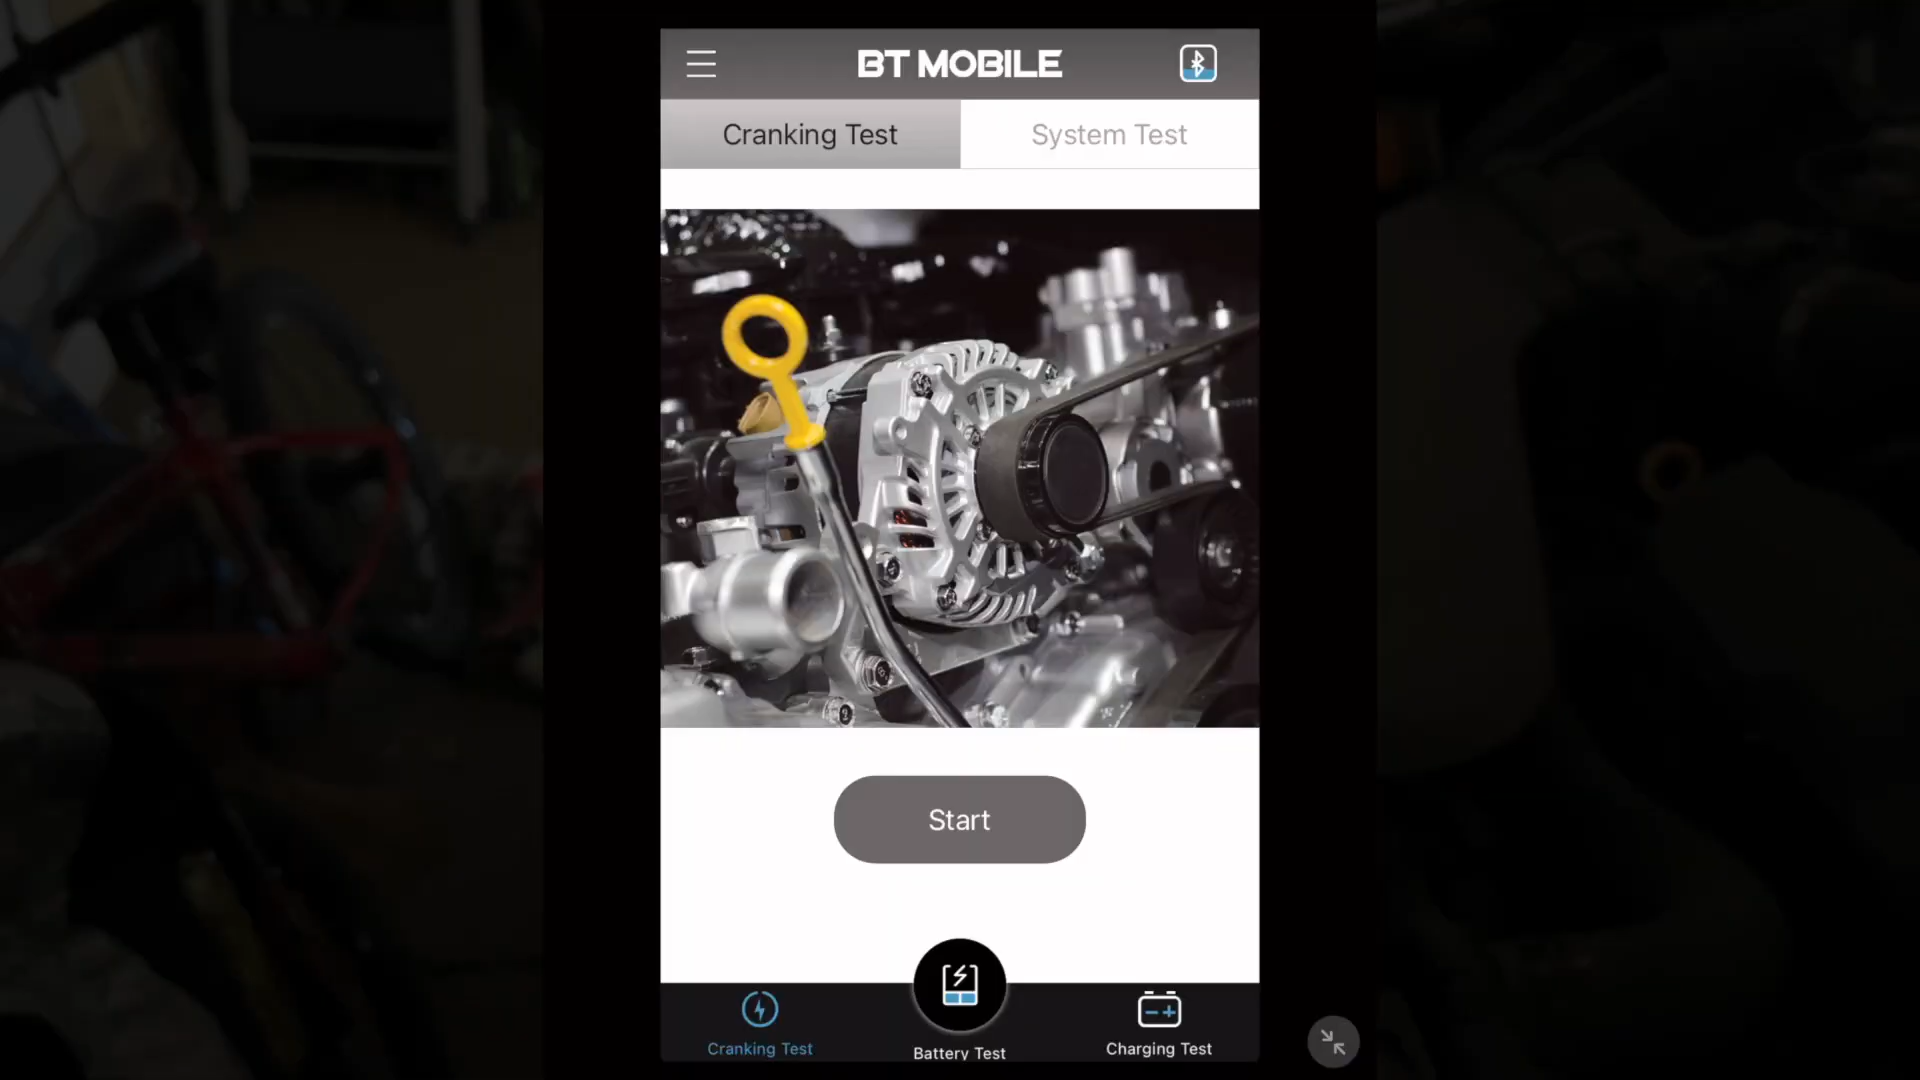 BT MOBILE
Cranking Test
System Test
Start
Cranking Test
Battery Test
Charging Test